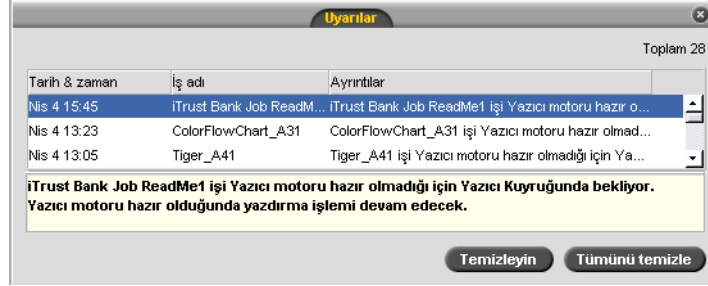 Uyarılar
Toplam 28
Tarih & zaman İş adı Ayrıntılar
Nis 4 15:45 iTrust Bank Job ReadM... iTrust Bank Job ReadMe1 işi Yazıcı motoru hazır o...
Nis 4 13:23 ColorFlowChart_A31 ColorFlowChart_A31 işi Yazıcı motoru hazır olmad...
Nis 4 13:05 Tiger_A41 Tiger_A41 işi Yazıcı motoru hazır olmadığı için Ya...
iTrust Bank Job ReadMe1 işi Yazıcı motoru hazır olmadığı için Yazıcı Kuyruğunda bekliyor.
Yazıcı motoru hazır olduğunda yazdırma işlemi devam edecek.
Temizleyin Tümünü temizle